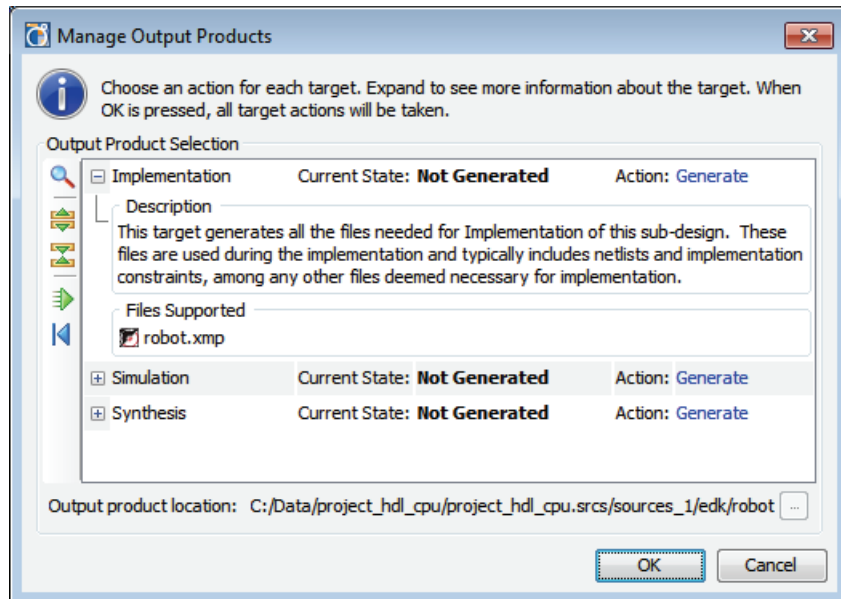 Manage Output Products
Choose an action for each target. Expand to see more information about the target. When
OK is pressed, all target actions will be taken.
Output Product Selection
Implementation Current State: Not Generated Action: Generate
Description
This target generates all the files needed for Implementation of this sub-design. These
files are used during the implementation and typically includes netlists and implementation
constraints, among any other files deemed necessary for implementation.
Files Supported
robot.xmp
Simulation Current State: Not Generated Action: Generate
Synthesis Current State: Not Generated Action: Generate
Output product location: C:/Data/project_hdl_cpu/project_hdl_cpu.srcs/sources_1/edk/robot ...
OK Cancel